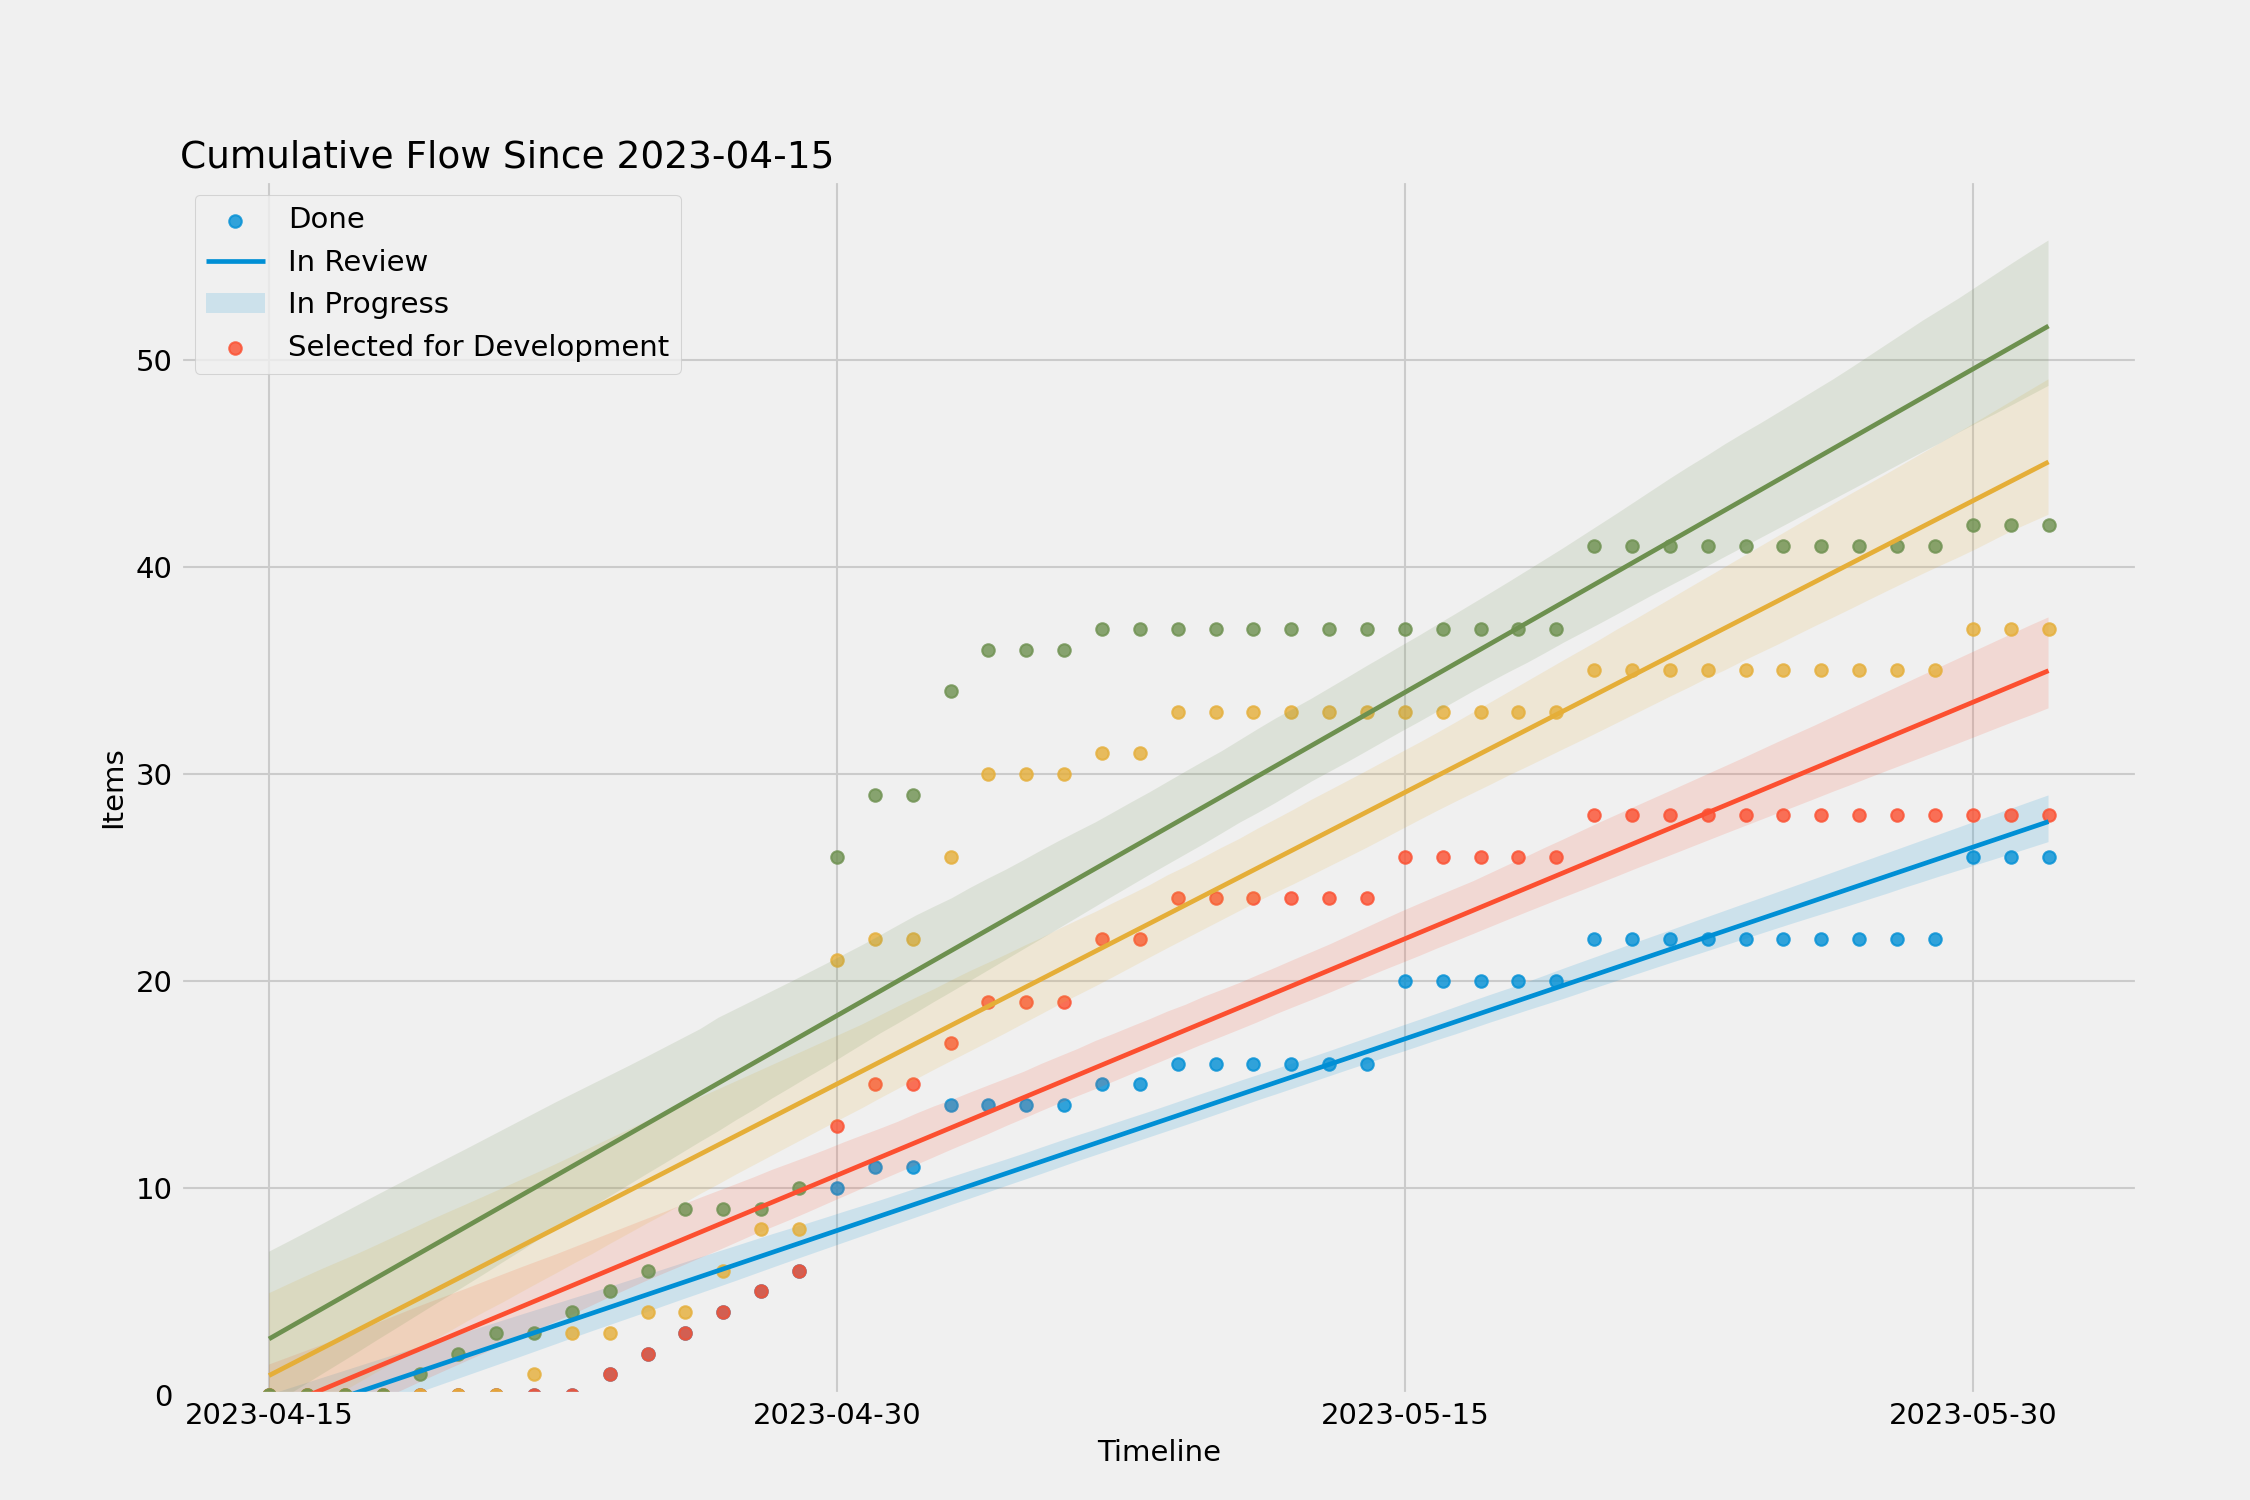 Cumulative Flow Since 2023-04-15
Done
In Review
In Progress
Selected for Development
50
40
30
20
10
0
Items
2023-04-15
2023-04-30
2023-05-15
2023-05-30
Timeline